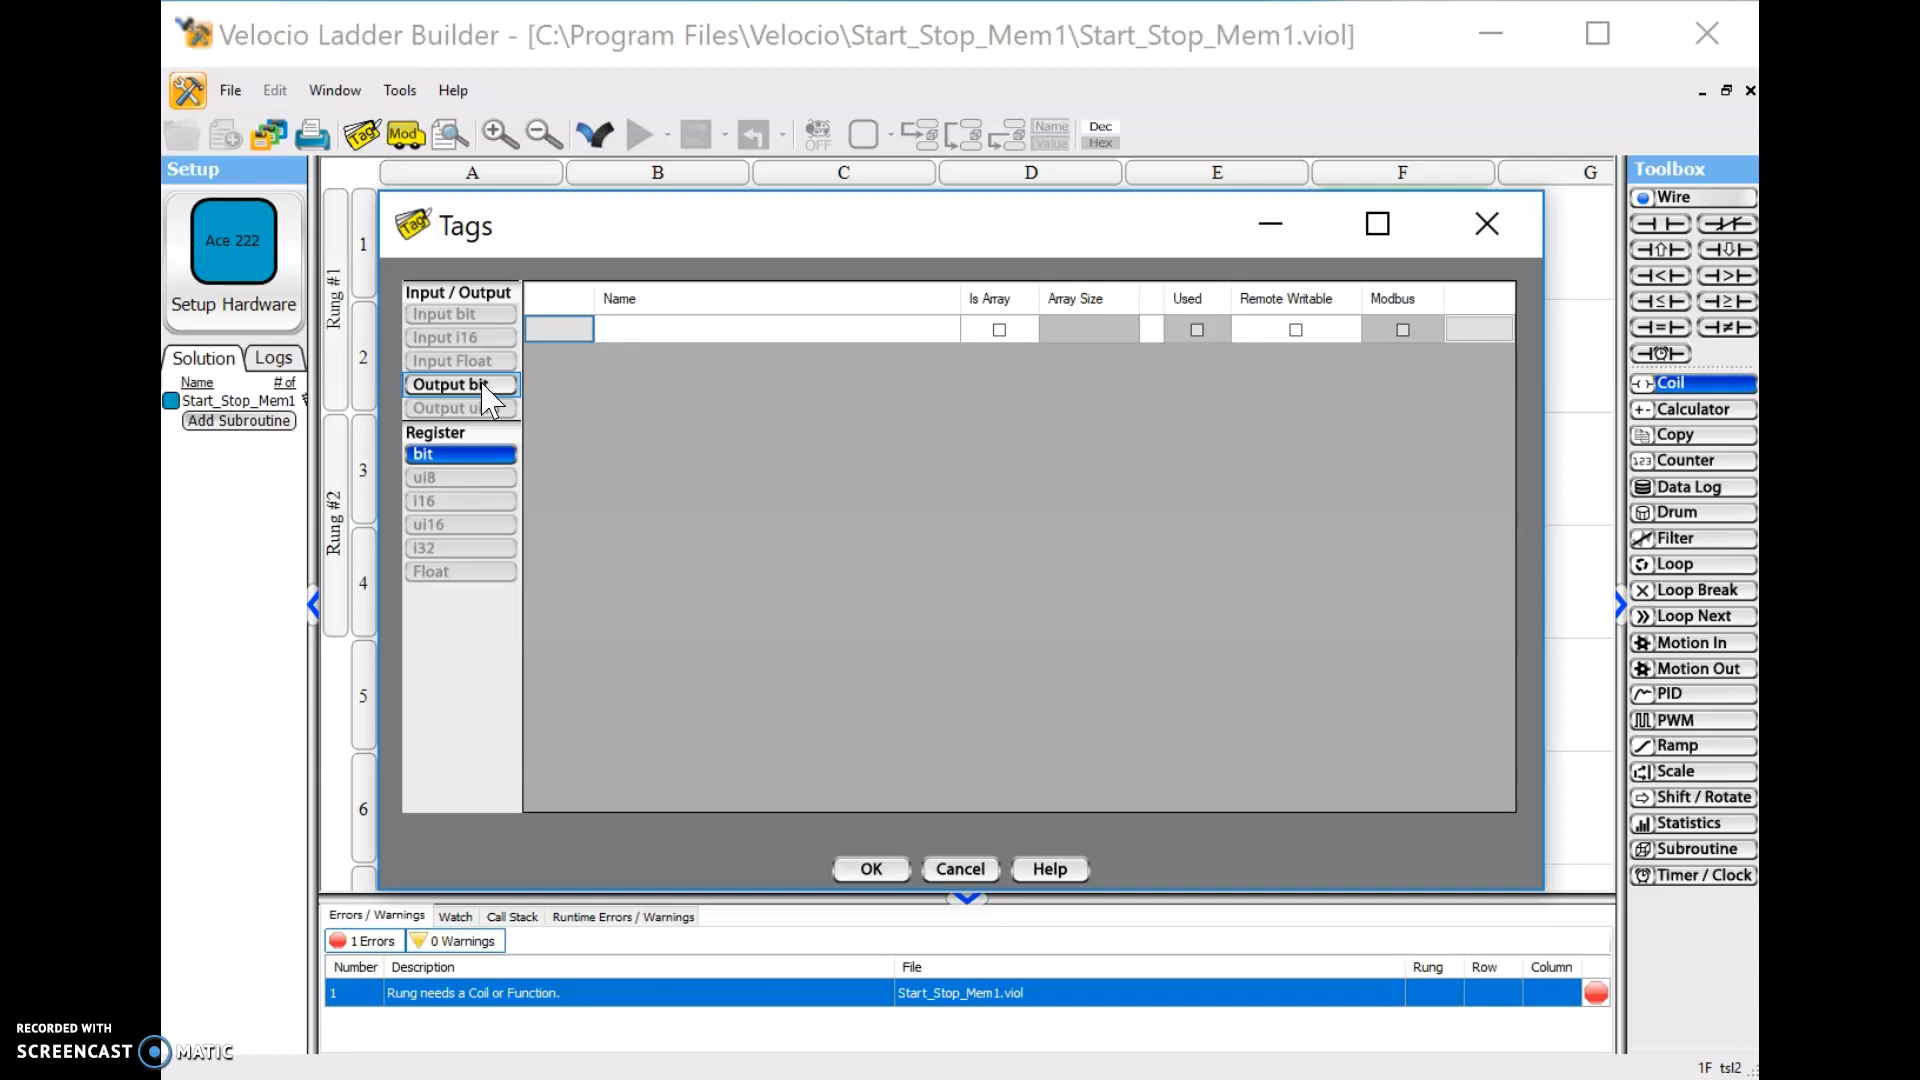 Velocio Ladder Builder - [C:\Program Files\Velocio\Start_Stop_Mem1\Start_Stop_Mem1.viol]
File Edit Window Tools Help
Tag Mod OFF Name Value Dec Hex
Setup
Ace 222
Setup Hardware
Solution Logs
Name # of
Start_Stop_Mem1
Add Subroutine
A B C D E F G
Rung #1
Rung #2
1
2
3
4
5
6
Tag Tags
Input / Output
Input bit
Input i16
Input Float
Output bit
Output u
Register
bit
ui8
i16
ui16
i32
Float
Name Is Array Array Size Used Remote Writable Modbus
OK Cancel Help
Toolbox
Wire
Coil
Calculator
Copy
123 Counter
Data Log
Drum
Filter
Loop
Loop Break
Loop Next
Motion In
Motion Out
PID
PWM
Ramp
Scale
Shift / Rotate
Statistics
Subroutine
Timer / Clock
Errors / Warnings Watch Call Stack Runtime Errors / Warnings
1 Errors 0 Warnings
Number Description File Rung Row Column
1 Rung needs a Coil or Function. Start_Stop_Mem1.viol
1F tsl2
RECORDED WITH
SCREENCAST MATIC